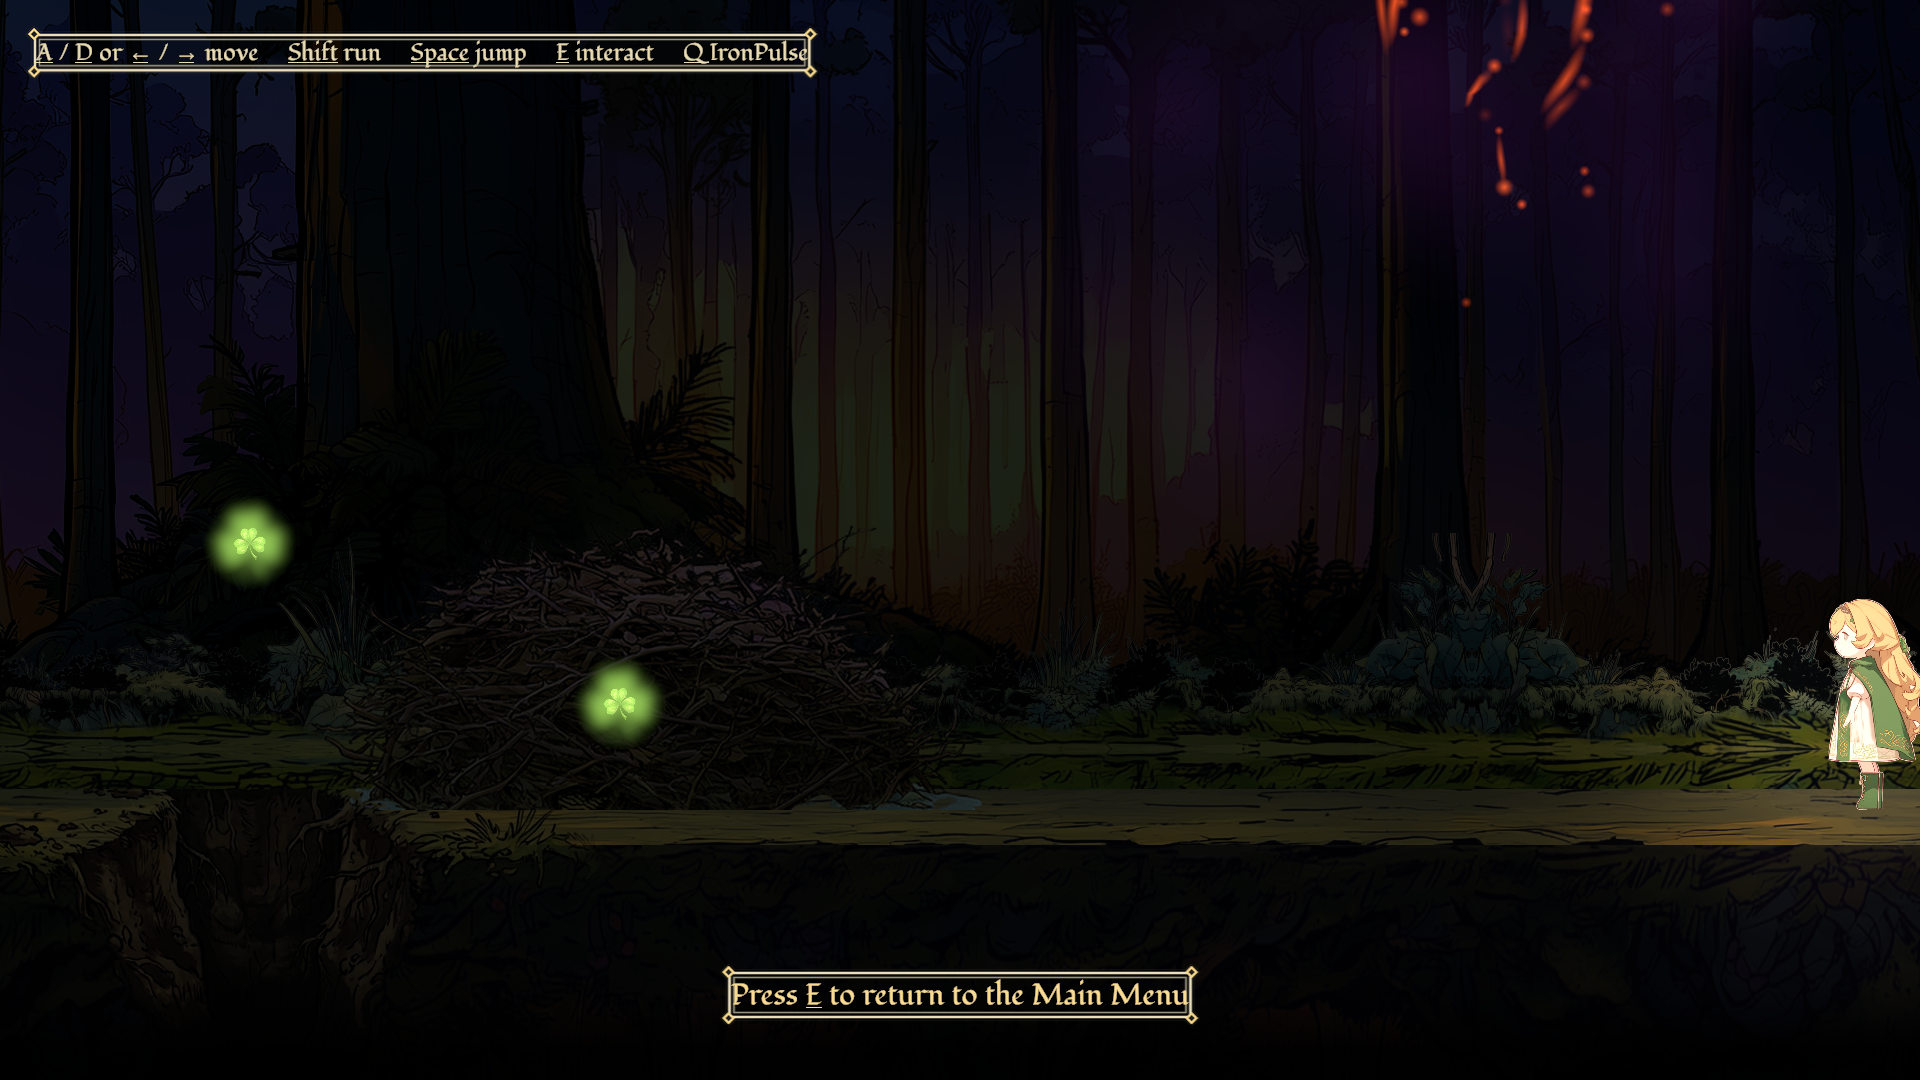 A / D or ← / → move Shift run Space jump E interact Q IronPulse
Press E to return to the Main Menu